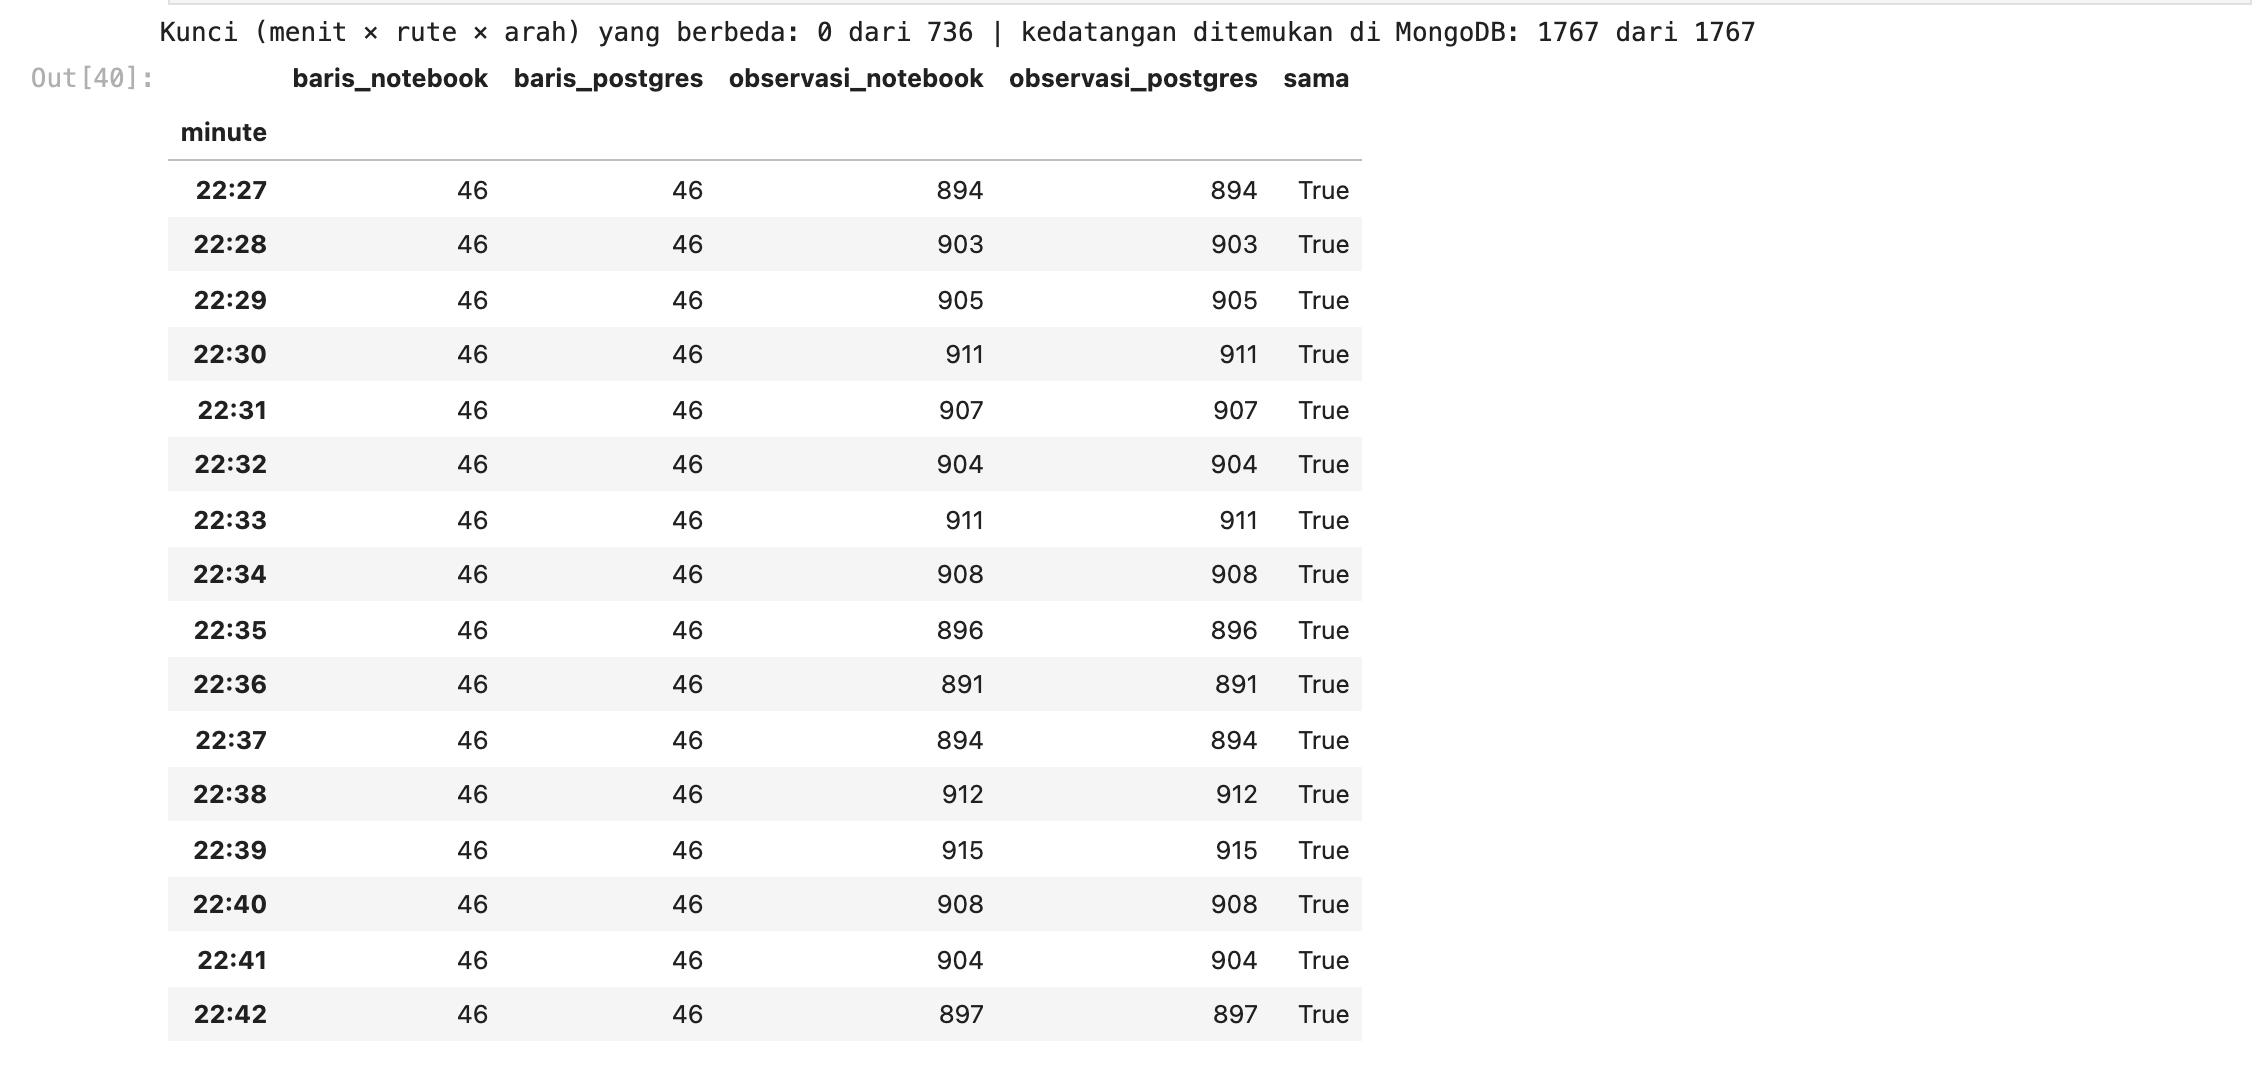 Kunci (menit × rute × arah) yang berbeda: 0 dari 736 | kedatangan ditemukan di MongoDB: 1767 dari 1767
Out[40]:
baris_notebook baris_postgres observasi_notebook observasi_postgres sama
minute
22:27 46 46 894 894 True
22:28 46 46 903 903 True
22:29 46 46 905 905 True
22:30 46 46 911 911 True
22:31 46 46 907 907 True
22:32 46 46 904 904 True
22:33 46 46 911 911 True
22:34 46 46 908 908 True
22:35 46 46 896 896 True
22:36 46 46 891 891 True
22:37 46 46 894 894 True
22:38 46 46 912 912 True
22:39 46 46 915 915 True
22:40 46 46 908 908 True
22:41 46 46 904 904 True
22:42 46 46 897 897 True